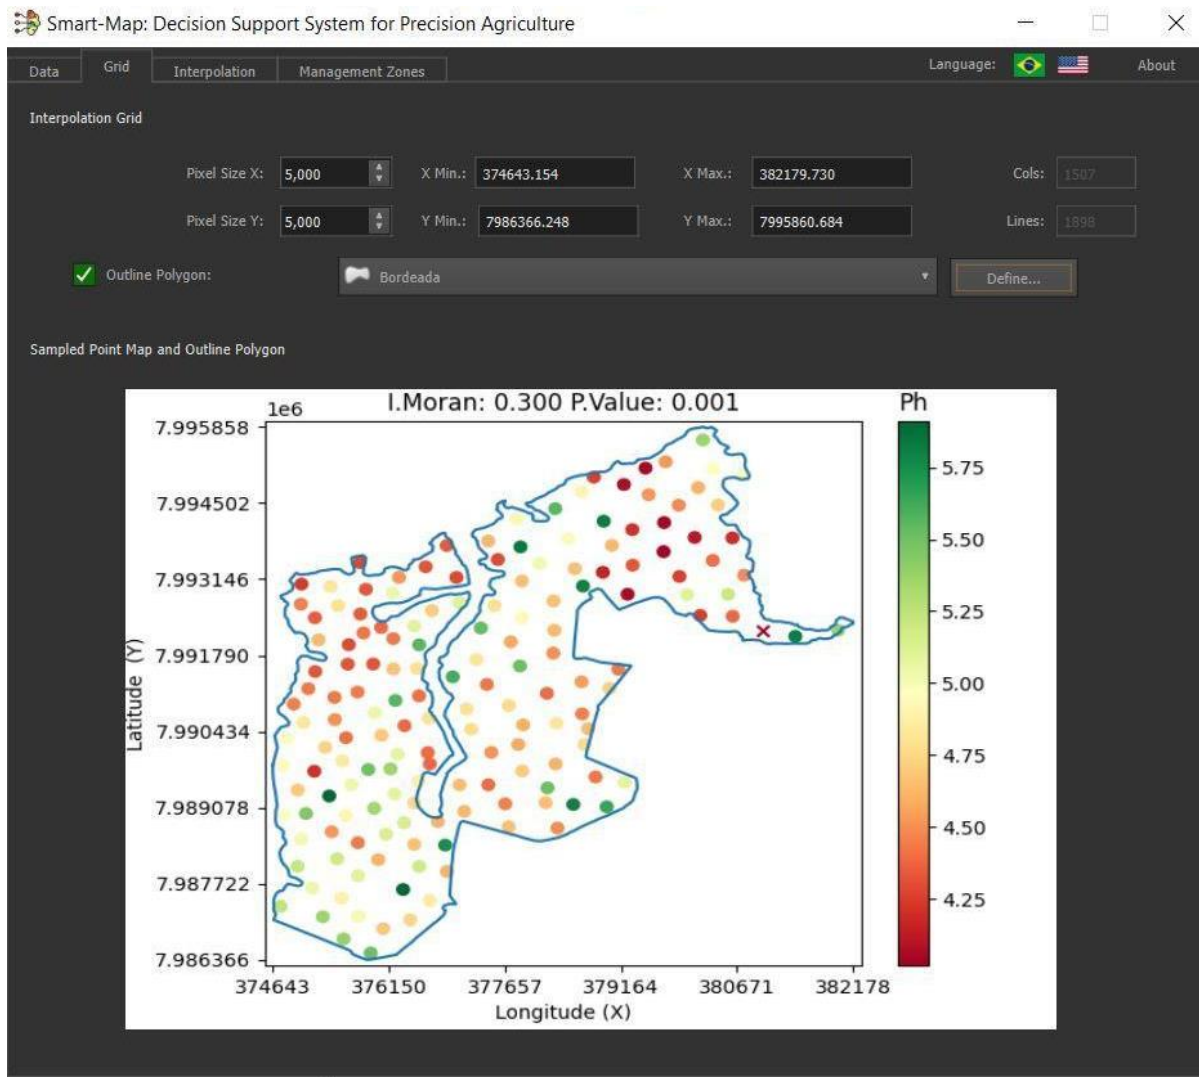 Smart-Map: Decision Support System for Precision Agriculture
Data Grid Interpolation Management Zones Language: About
Interpolation Grid
Pixel Size X: 5,000 X Min.: 374643.154 X Max.: 382179.730 Cols: 1507
Pixel Size Y: 5,000 Y Min.: 7986366.248 Y Max.: 7995860.684 Lines: 1898
Outline Polygon: Bordeada Define...
Sampled Point Map and Outline Polygon
1e6 I.Moran: 0.300 P.Value: 0.001 Ph
7.995858
7.994502
7.993146
7.991790
7.990434
7.989078
7.987722
7.986366
Latitude (Y)
374643 376150 377657 379164 380671 382178
Longitude (X)
5.75
5.50
5.25
5.00
4.75
4.50
4.25